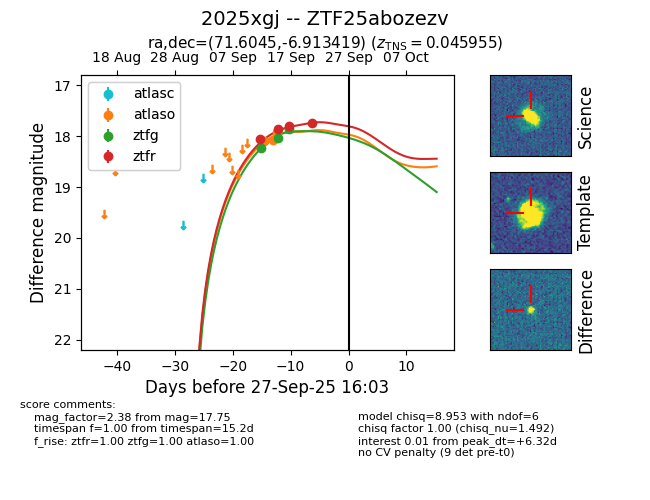 2025xgj -- ZTF25abozezv
ra,dec=(71.6045,-6.913419) (z_TNS = 0.045955)
18 Aug 28 Aug 07 Sep 17 Sep 27 Sep 07 Oct
17
18
19
20
21
22
Difference magnitude
atlasc
atlaso
ztfg
ztfr
−40 −30 −20 −10 0 10
Days before 27-Sep-25 16:03
Science
Template
Difference
score comments:
mag_factor=2.38 from mag=17.75
timespan f=1.00 from timespan=15.2d
f_rise: ztfr=1.00 ztfg=1.00 atlaso=1.00
model chisq=8.953 with ndof=6
chisq factor 1.00 (chisq_nu=1.492)
interest 0.01 from peak_dt=+6.32d
no CV penalty (9 det pre-t0)